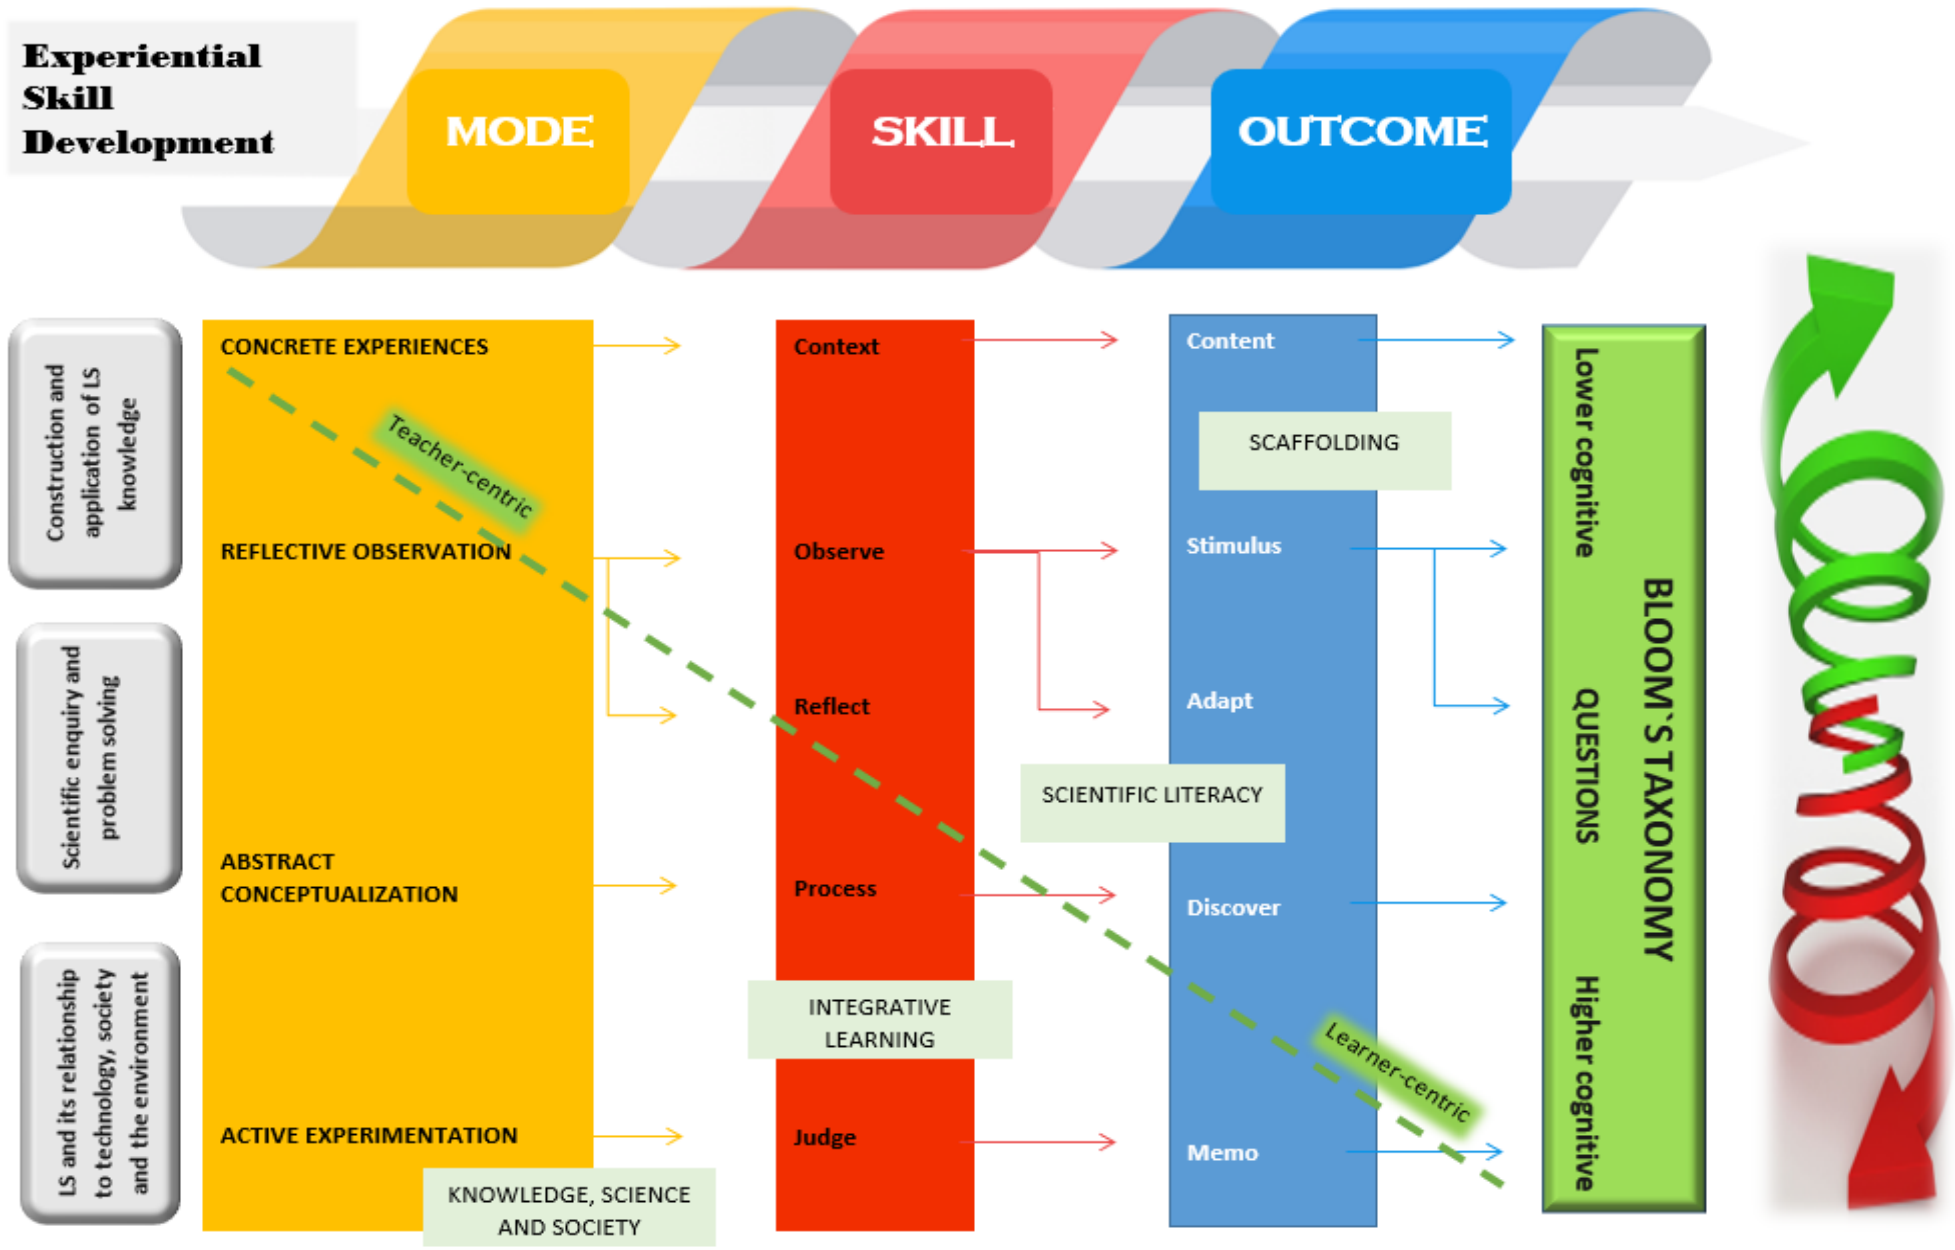 Experiential
Skill
Development
MODE
SKILL
OUTCOME
Construction and
application of LS
knowledge
Scientific enquiry and
problem solving
LS and its relationship
to technology, society
and the environment
CONCRETE EXPERIENCES
Teacher-centric
REFLECTIVE OBSERVATION
ABSTRACT
CONCEPTUALIZATION
ACTIVE EXPERIMENTATION
KNOWLEDGE, SCIENCE
AND SOCIETY
Context
Observe
Reflect
Process
INTEGRATIVE
LEARNING
Judge
Content
SCAFFOLDING
Stimulus
Adapt
SCIENTIFIC LITERACY
Discover
Learner-centric
Memo
Lower cognitive
QUESTIONS
Higher cognitive
BLOOM`S TAXONOMY